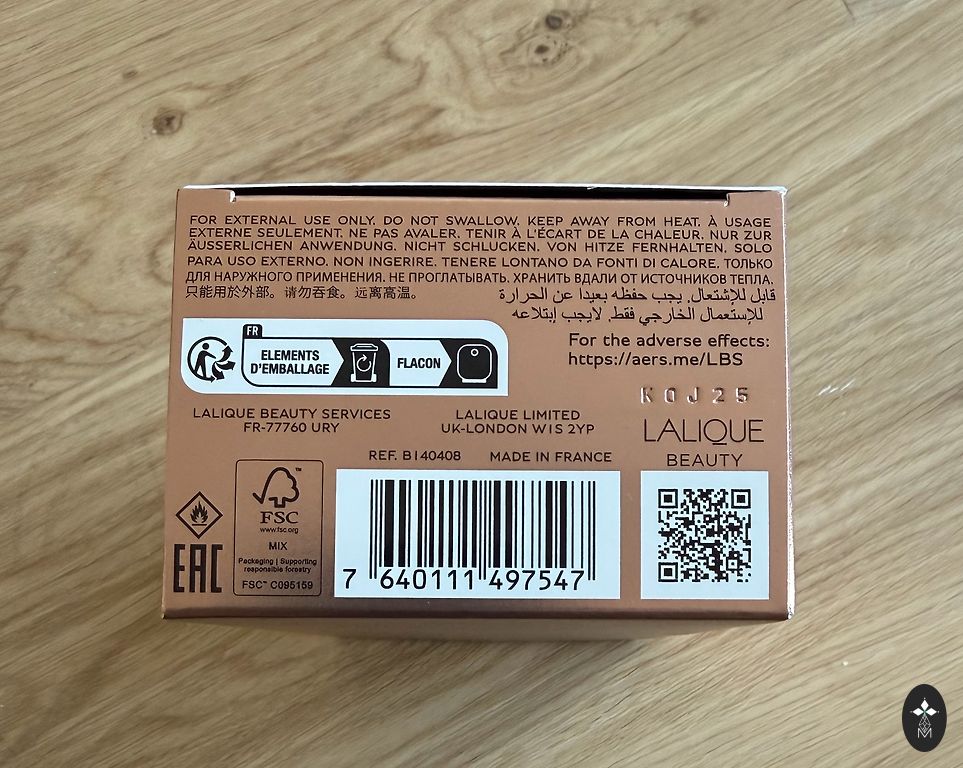 FOR EXTERNAL USE ONLY. DO NOT SWALLOW. KEEP AWAY FROM HEAT. À USAGE
EXTERNE SEULEMENT. NE PAS AVALER. TENIR À L'ÉCART DE LA CHALEUR. NUR ZUR
ÄUSSERLICHEN ANWENDUNG. NICHT SCHLUCKEN. VON HITZE FERNHALTEN. SOLO
PARA USO EXTERNO. NON INGERIRE. TENERE LONTANO DA FONTI DI CALORE. ТОЛЬКО
ДЛЯ НАРУЖНОГО ПРИМЕНЕНИЯ. НЕ ПРОГЛАТЫВАТЬ. ХРАНИТЬ ВДАЛИ ОТ ИСТОЧНИКОВ ТЕПЛА.
只能用於外部。请勿吞食。远离高温。
قابل للإشتعال. يجب حفظه بعيدا عن الحرارة
للإستعمال الخارجي فقط. لايجب إبتلاعه
FR
ELEMENTS
D'EMBALLAGE
FLACON
For the adverse effects:
https://aers.me/LBS
KOJ25
LALIQUE BEAUTY SERVICES
FR-77760 URY
LALIQUE LIMITED
UK-LONDON W1S 2YP
LALIQUE
BEAUTY
REF. B140408 MADE IN FRANCE
FSC™
www.fsc.org
MIX
Packaging | Supporting
responsible forestry
FSC™ C095159
EAC
7 640111 497547
M